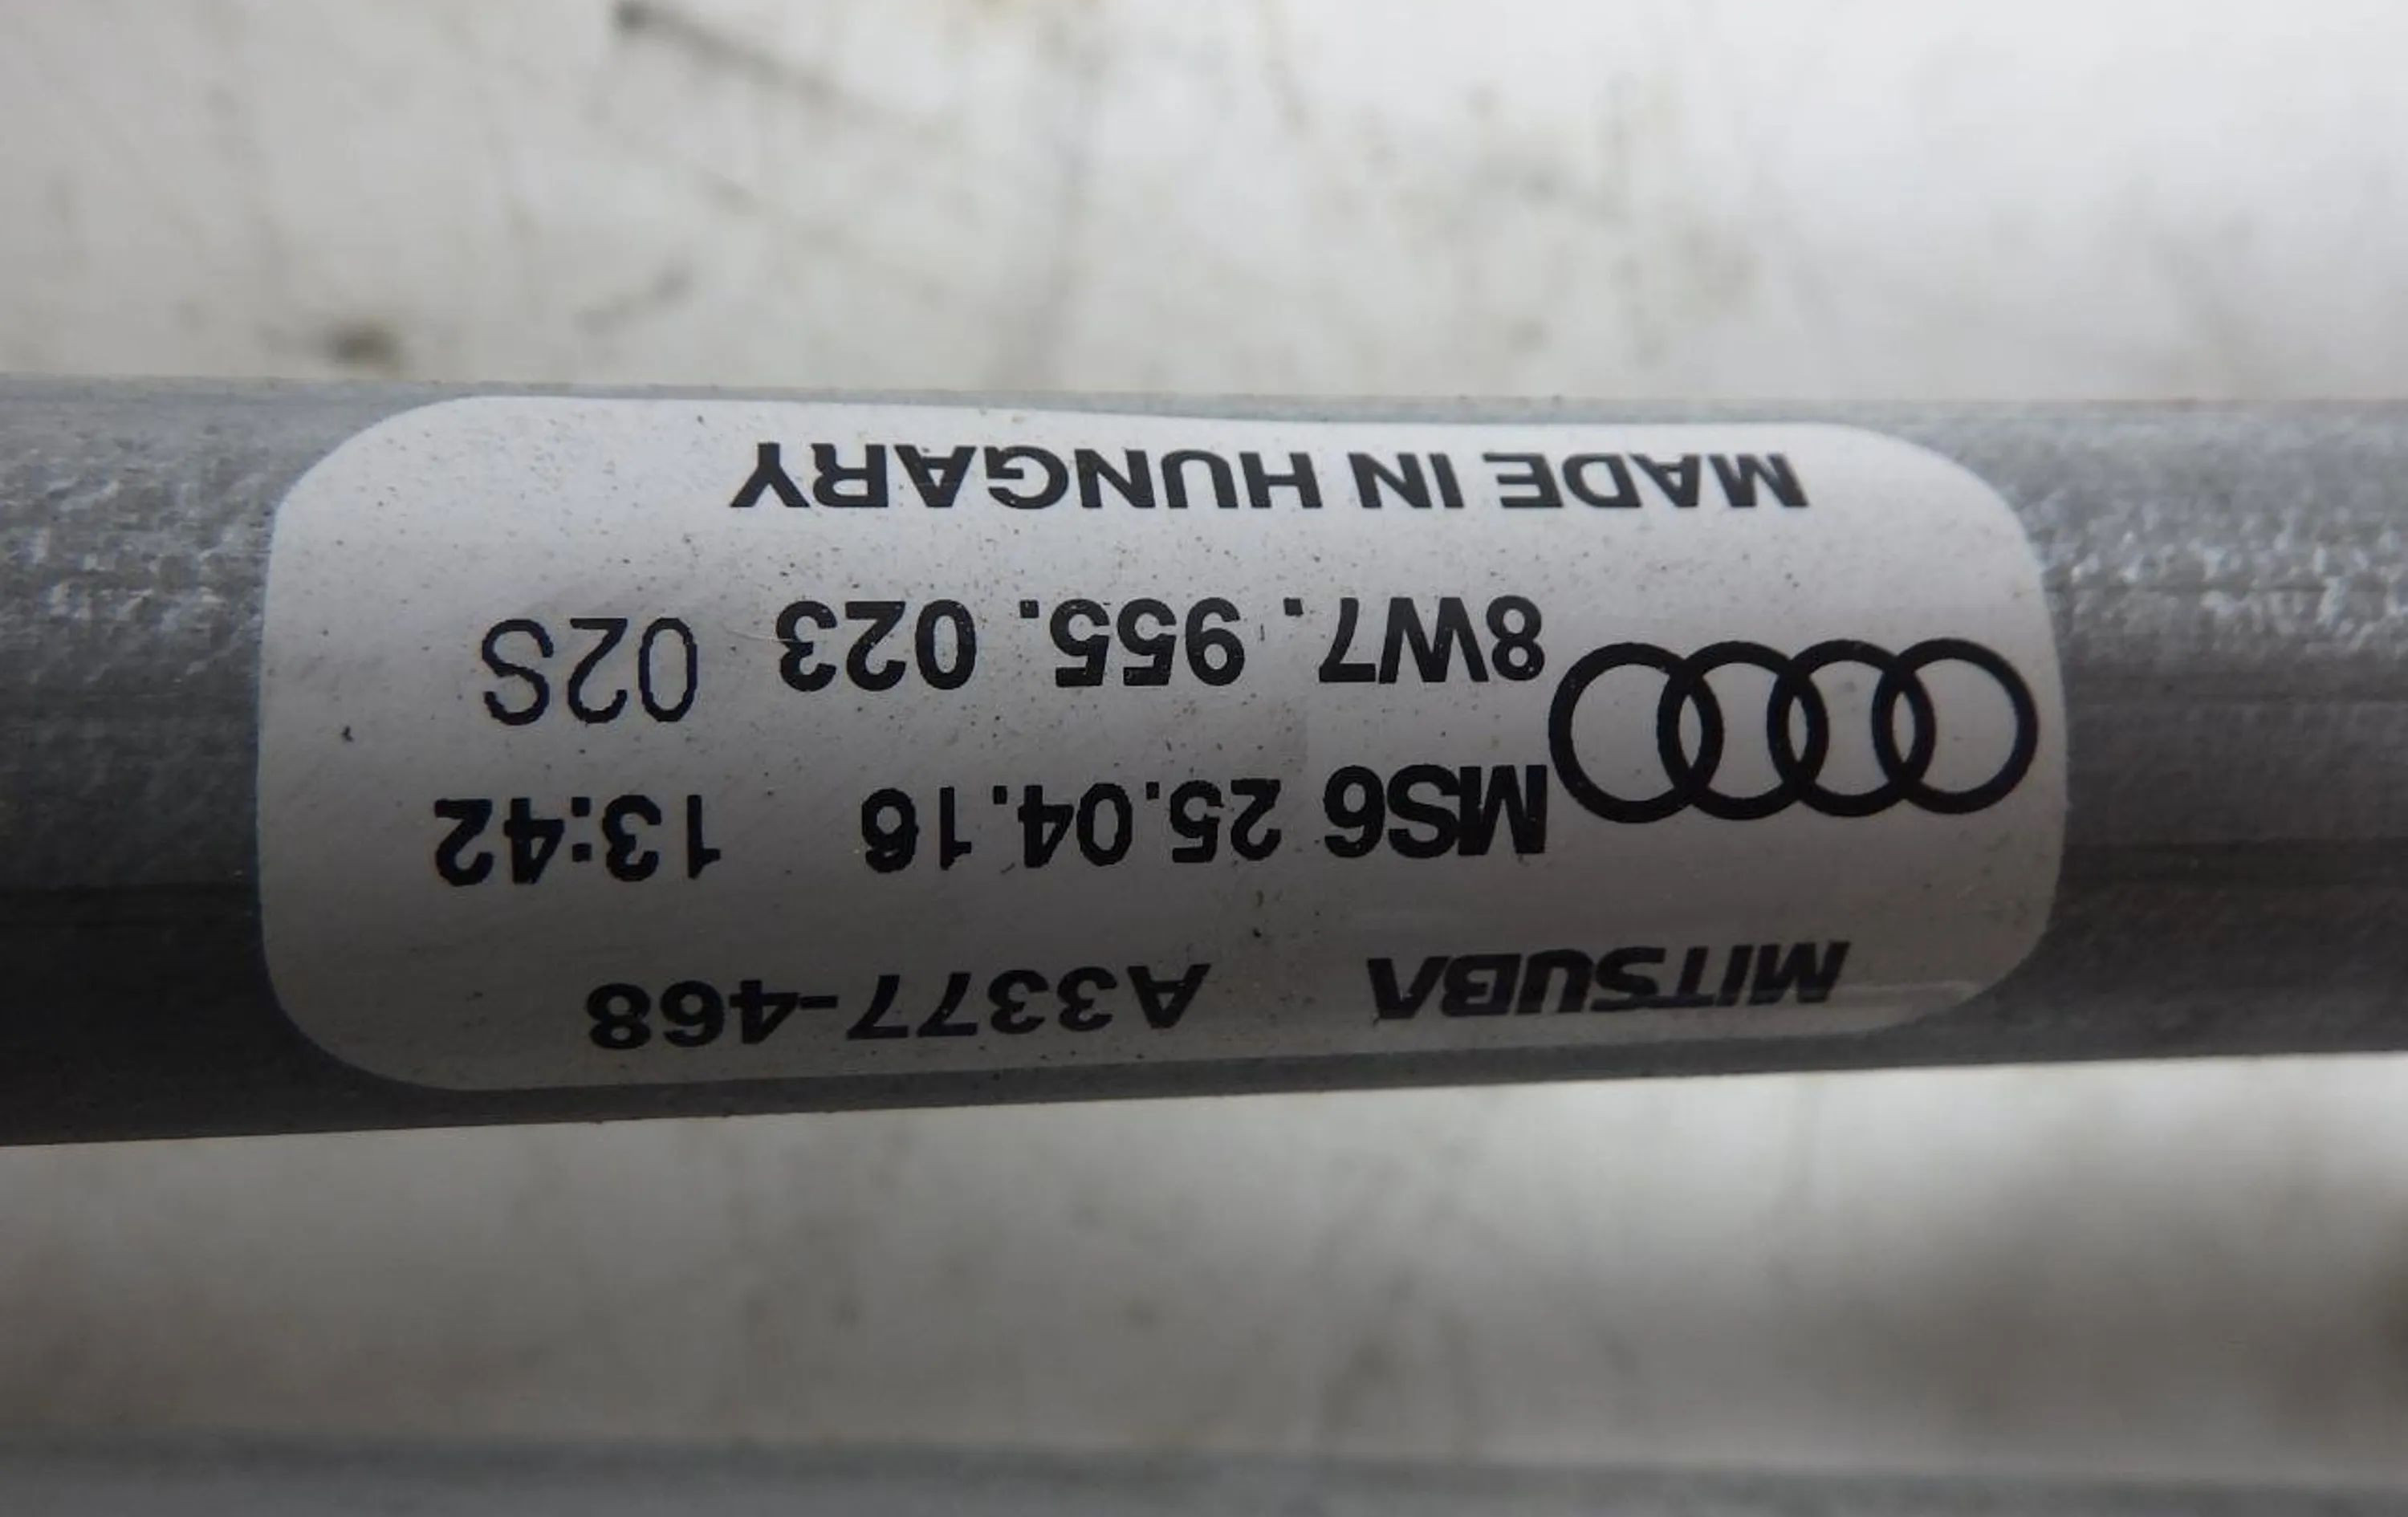 MITSUBA A3377-468
MS6 25.04.16 13:42
8W7. 955. 023 02S
MADE IN HUNGARY